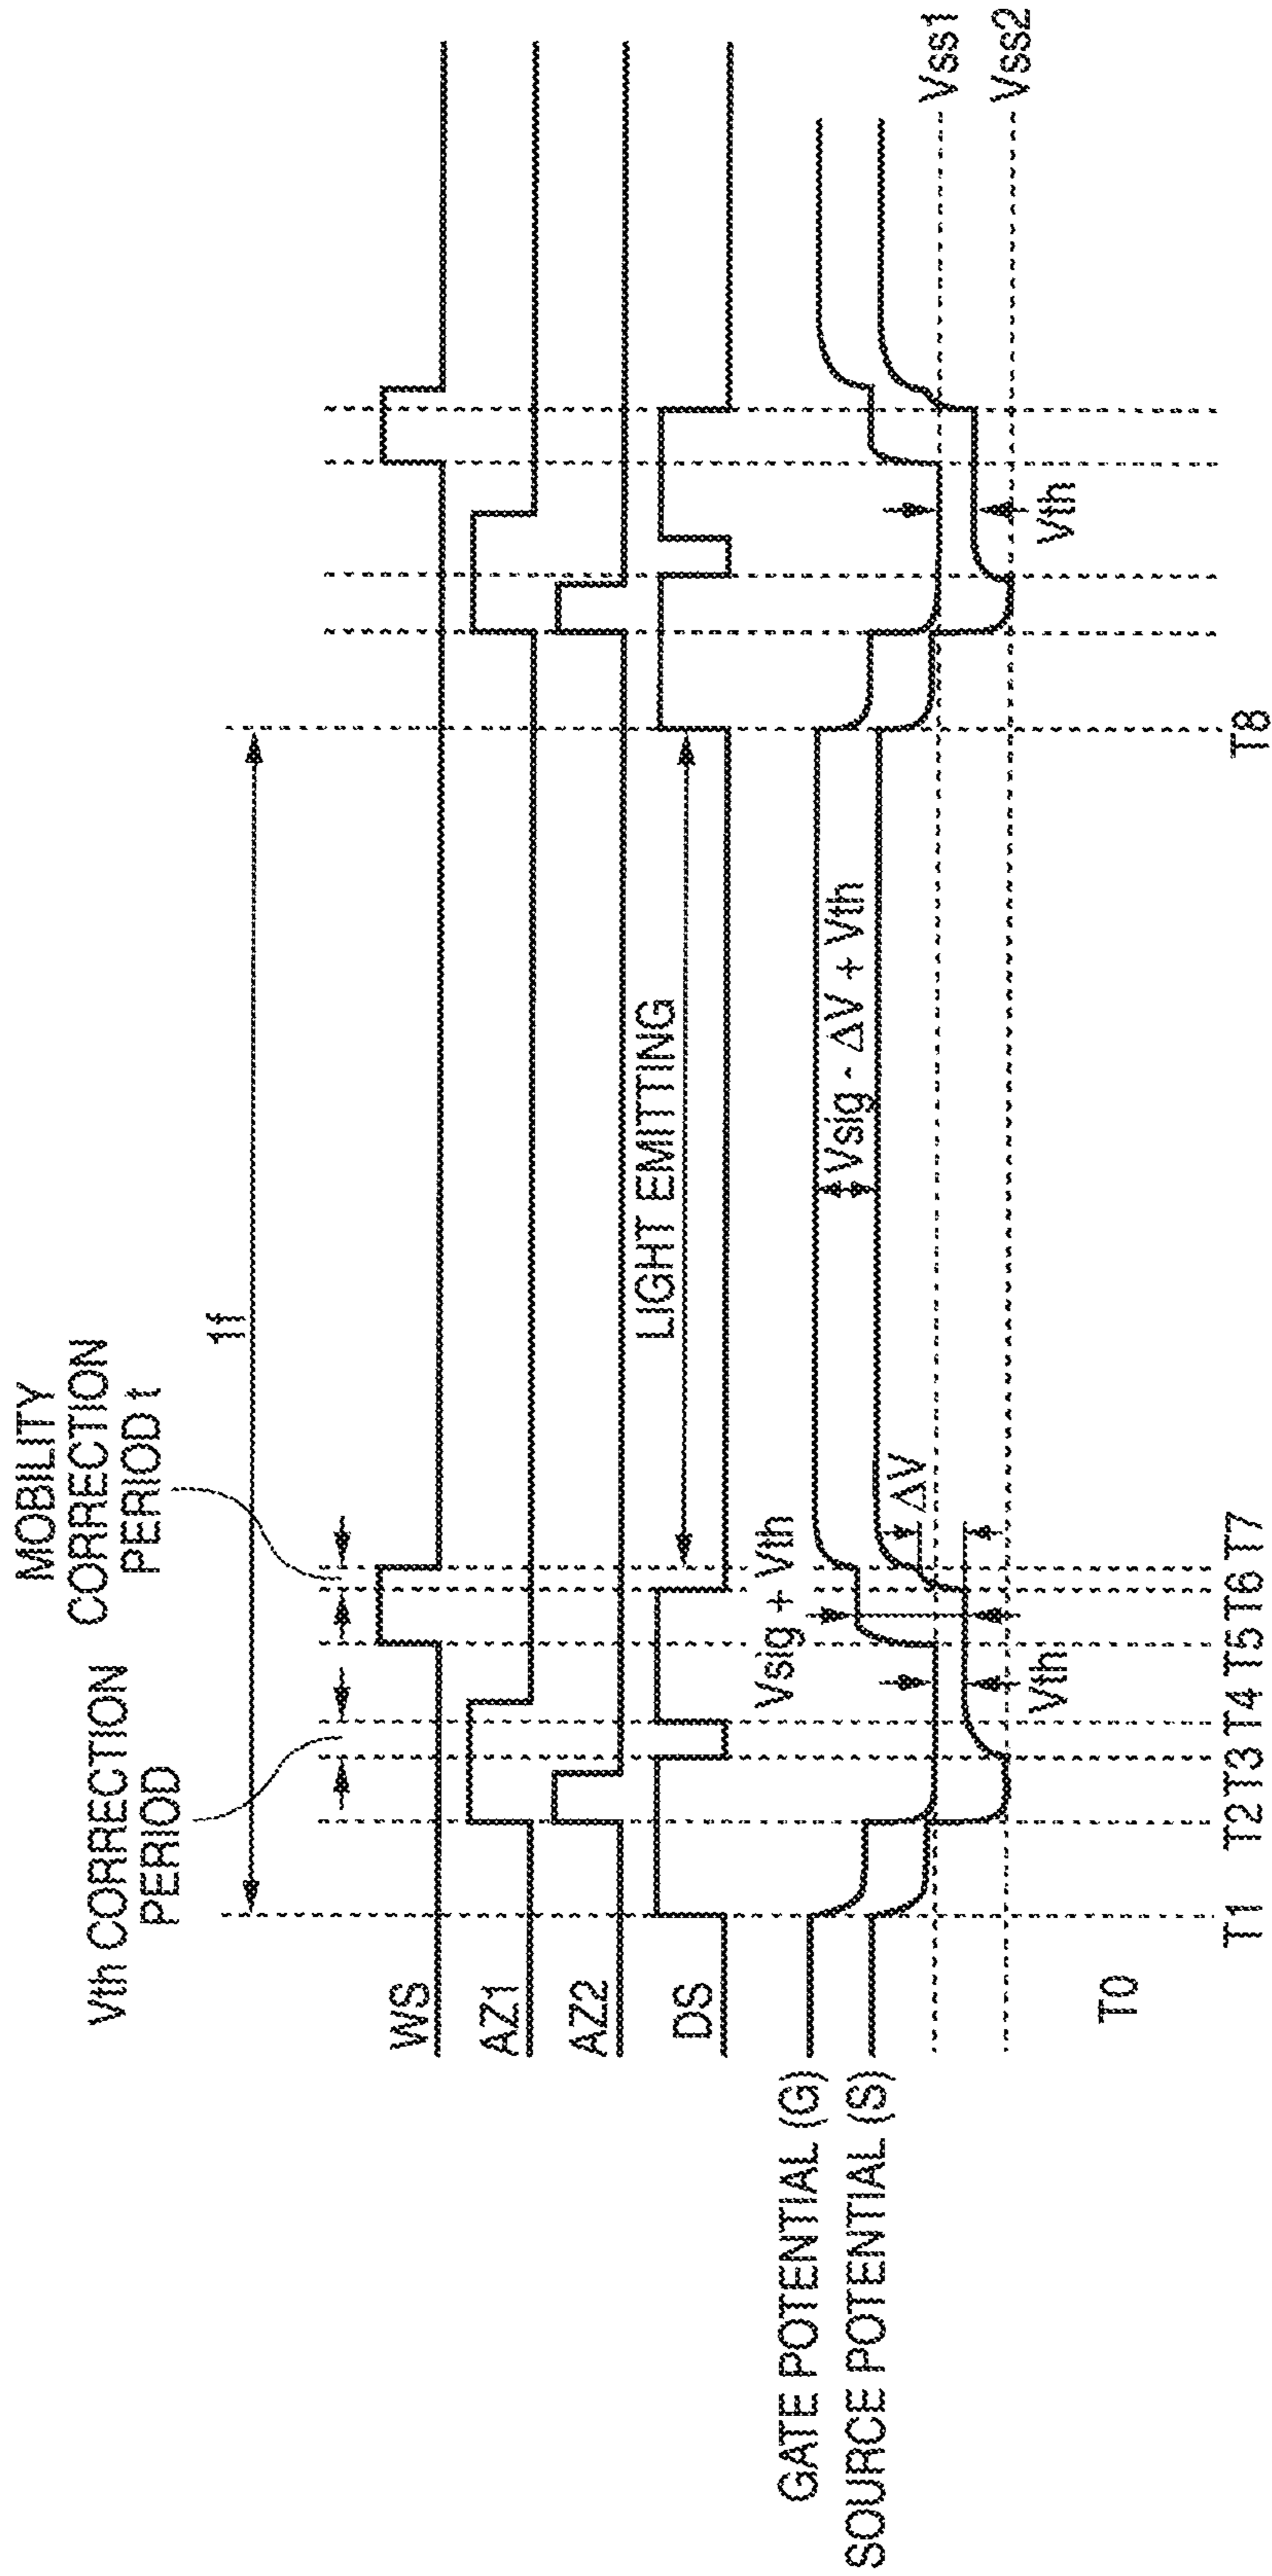 MOBILITY
CORRECTION
PERIOD t
Vth CORRECTION
PERIOD
1f
WS
AZ1
AZ2
DS
LIGHT EMITTING
GATE POTENTIAL (G)
SOURCE POTENTIAL (S)
Vsig + Vth
Vsig - ΔV + Vth
ΔV
Vth
Vth
Vss1
Vss2
T0
T1
T2
T3
T4
T5
T6
T7
T8